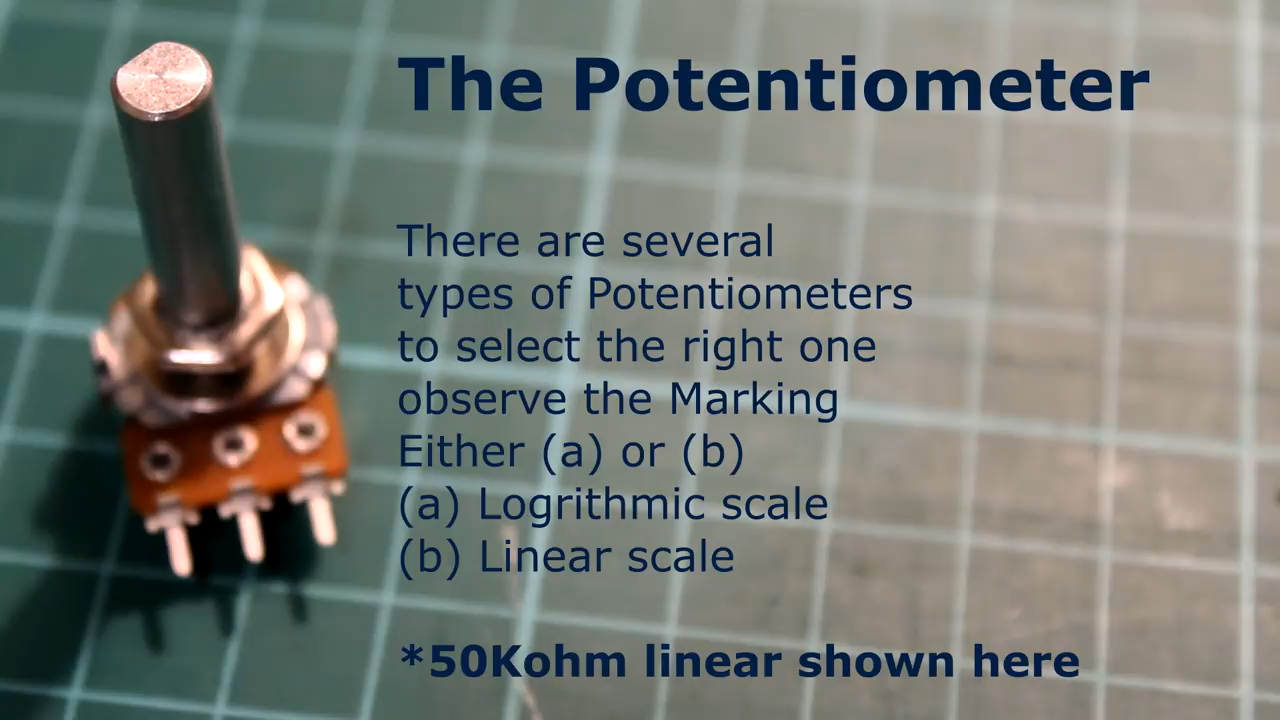 The Potentiometer
There are several
types of Potentiometers
to select the right one
observe the Marking
Either (a) or (b)
(a) Logrithmic scale
(b) Linear scale
*50Kohm linear shown here